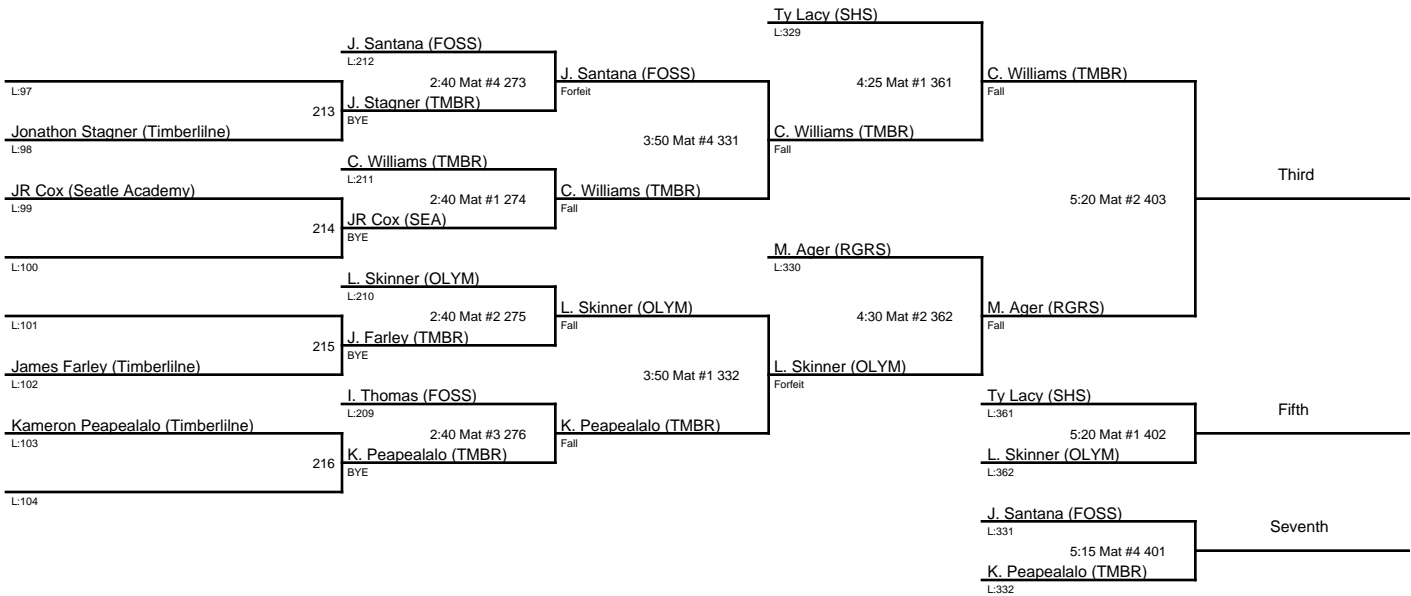 Ty Lacy (SHS)
L:329
J. Santana (FOSS)
L:212
2:40 Mat #4 273
J. Santana (FOSS)
Forfeit
4:25 Mat #1 361
C. Williams (TMBR)
Fall
L:97
213
J. Stagner (TMBR)
BYE
Jonathon Stagner (Timberlilne)
L:98
3:50 Mat #4 331
C. Williams (TMBR)
Fall
C. Williams (TMBR)
L:211
JR Cox (Seatle Academy)
L:99
2:40 Mat #1 274
C. Williams (TMBR)
Fall
5:20 Mat #2 403
Third
214
JR Cox (SEA)
BYE
L:100
M. Ager (RGRS)
L:330
L. Skinner (OLYM)
L:210
L:101
2:40 Mat #2 275
L. Skinner (OLYM)
Fall
4:30 Mat #2 362
M. Ager (RGRS)
Fall
215
J. Farley (TMBR)
BYE
James Farley (Timberlilne)
L:102
3:50 Mat #1 332
L. Skinner (OLYM)
Forfeit
I. Thomas (FOSS)
L:209
Ty Lacy (SHS)
L:361
Fifth
Kameron Peapealalo (Timberlilne)
L:103
2:40 Mat #3 276
K. Peapealalo (TMBR)
Fall
5:20 Mat #1 402
216
K. Peapealalo (TMBR)
BYE
L. Skinner (OLYM)
L:362
L:104
J. Santana (FOSS)
L:331
Seventh
5:15 Mat #4 401
K. Peapealalo (TMBR)
L:332